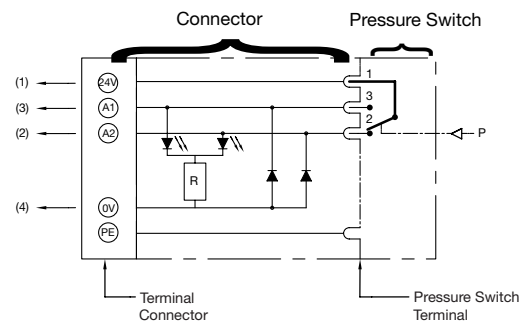 Connector
Pressure Switch
(1)
24V
1
(3)
A1
3
(2)
A2
2
P
R
(4)
0V
PE
Terminal
Connector
Pressure Switch
Terminal